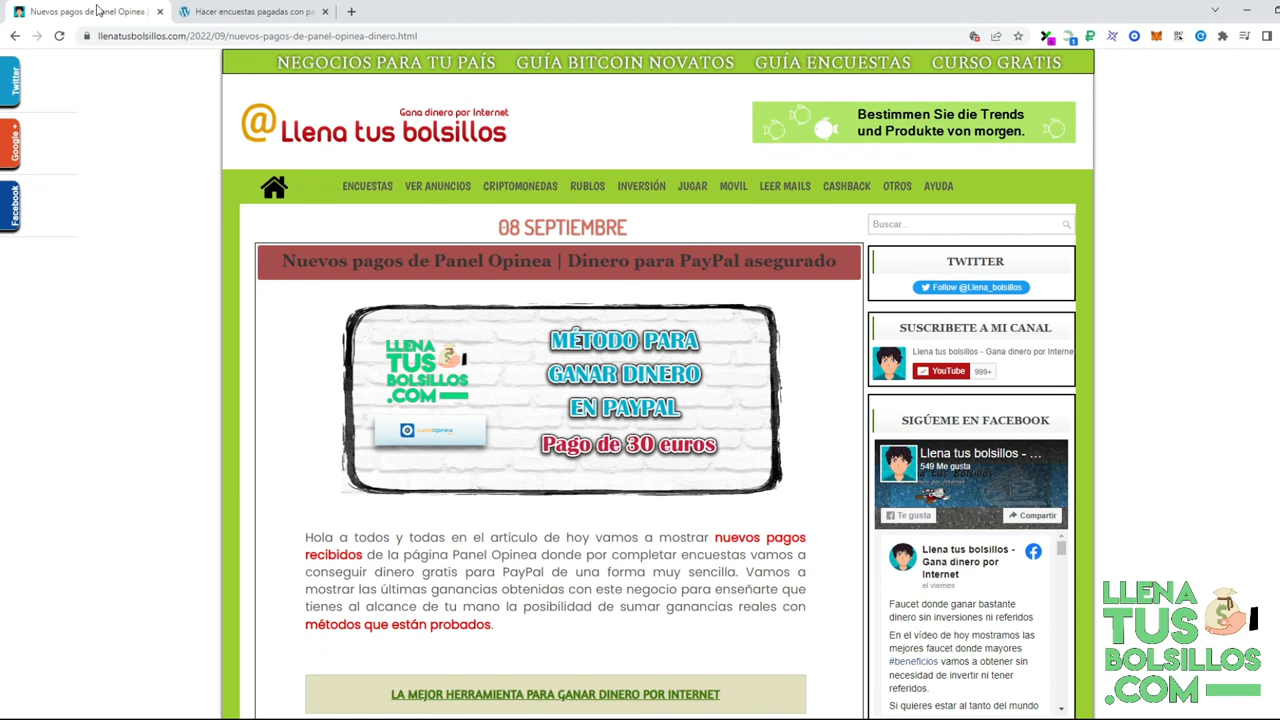 Nuevos pagos de Panel Opinea
Hacer encuestas pagadas con pa
llenatusbolsillos.com/2022/09/nuevos-pagos-de-panel-opinea-dinero.html
Twitter
Google +
Facebook
NEGOCIOS PARA TU PAÍS GUÍA BITCOIN NOVATOS GUÍA ENCUESTAS CURSO GRATIS
Gana dinero por Internet
@ Llena tus bolsillos
Bestimmen Sie die Trends
und Produkte von morgen.
ENCUESTAS VER ANUNCIOS CRIPTOMONEDAS RUBLOS INVERSIÓN JUGAR MOVIL LEER MAILS CASHBACK OTROS AYUDA
08 SEPTIEMBRE
Nuevos pagos de Panel Opinea | Dinero para PayPal asegurado
LLENA
TUS
BOLSILLOS
.COM
MÉTODO PARA
GANAR DINERO
EN PAYPAL
Pago de 30 euros
Hola a todos y todas en el artículo de hoy vamos a mostrar nuevos pagos
recibidos de la página Panel Opinea donde por completar encuestas vamos a
conseguir dinero gratis para PayPal de una forma muy sencilla. Vamos a
mostrar las últimas ganancias obtenidas con este negocio para enseñarte que
tienes al alcance de tu mano la posibilidad de sumar ganancias reales con
métodos que están probados.
LA MEJOR HERRAMIENTA PARA GANAR DINERO POR INTERNET
Buscar...
TWITTER
Follow @Llena_bolsillos
SUSCRIBETE A MI CANAL
Llena tus bolsillos - Gana dinero por Interne
YouTube 999+
SIGÚEME EN FACEBOOK
Llena tus bolsillos - ...
549 Me gusta
Te gusta
Compartir
Llena tus bolsillos -
Gana dinero por
Internet
el viernes
Faucet donde ganar bastante
dinero sin inversiones ni referidos
En el vídeo de hoy mostramos las
mejores faucet donde mayores
#beneficios vamos a obtener sin
necesidad de invertir ni tener
referidos.
Si quieres estar al tanto del mundo
LLENA
TUS
BOLSILLOS
.COM